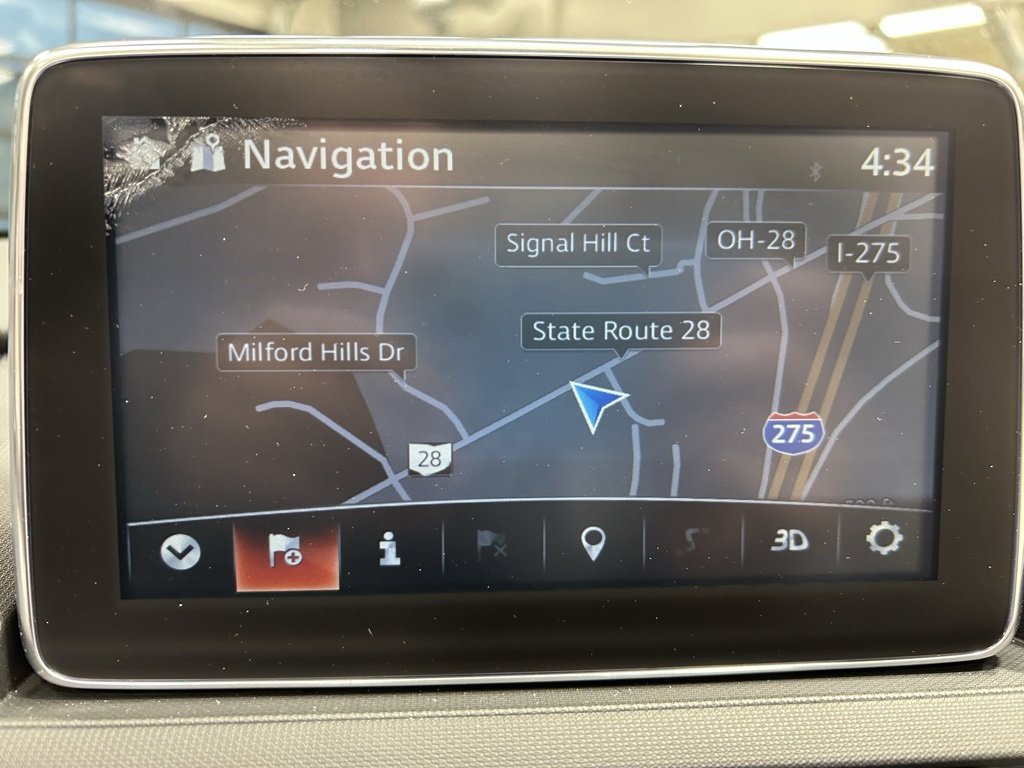 Navigation
4:34
Signal Hill Ct
OH-28
I-275
State Route 28
Milford Hills Dr
275
28
3D